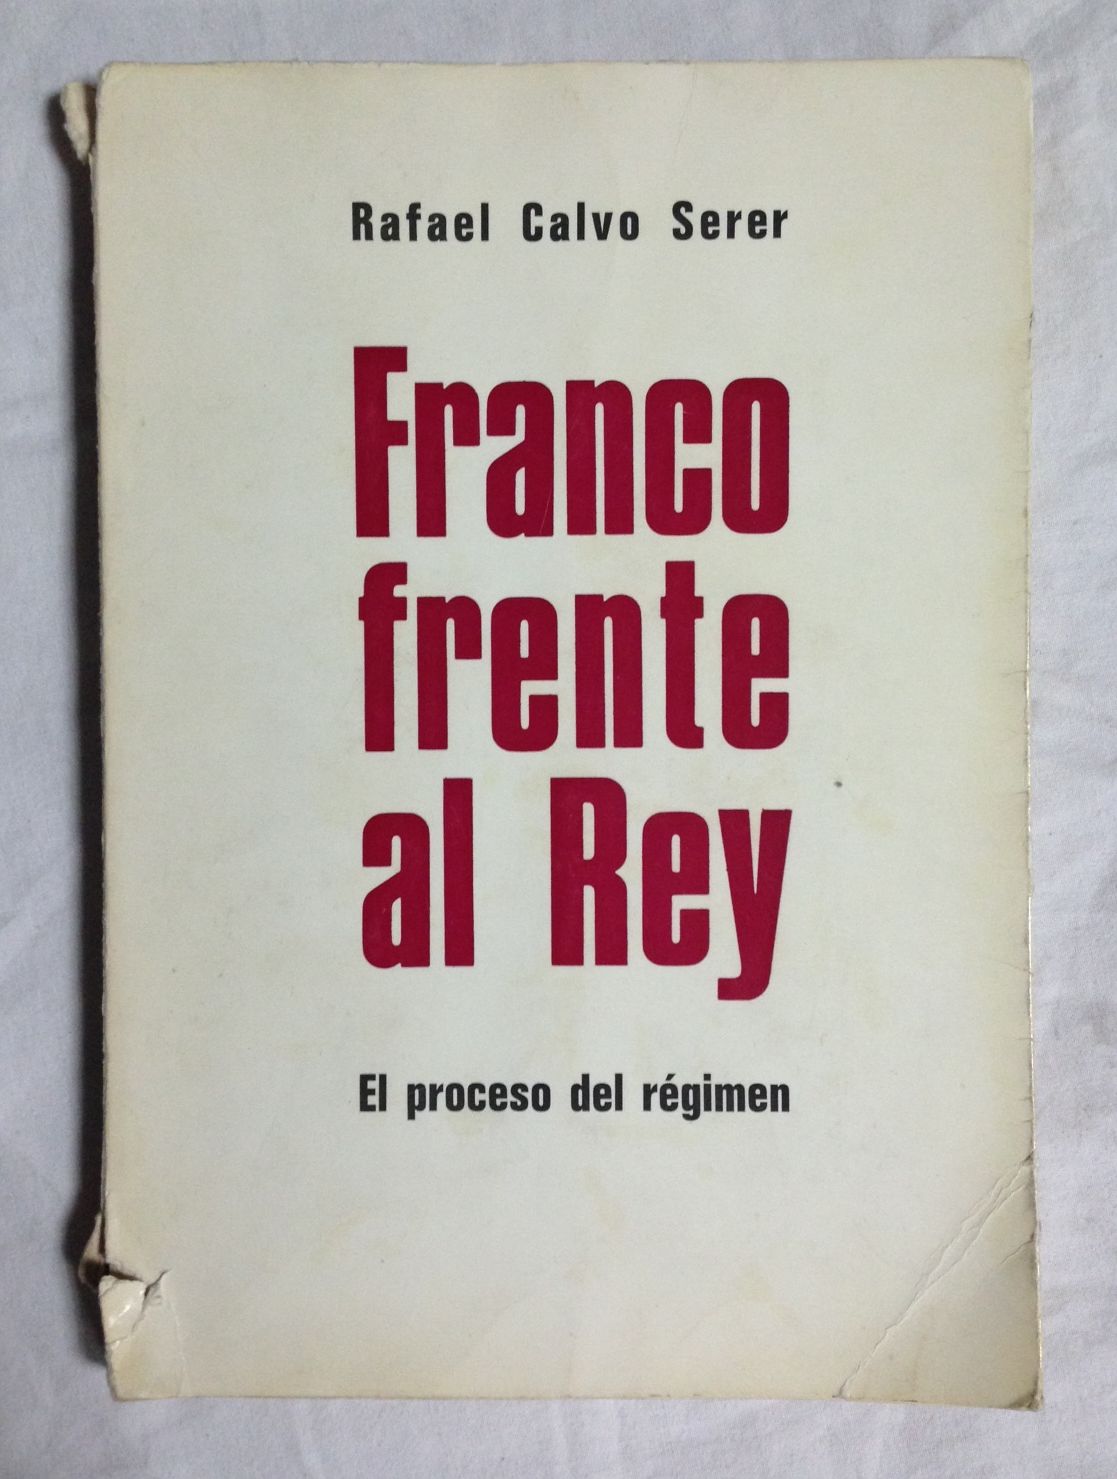 Rafael Calvo Serer
Franco
frente
al Rey
El proceso del régimen